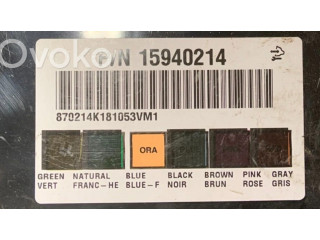 Ovoko
P/N 15940214
870214K181053VM1
ORA
GREEN NATURAL BLUE BLACK BROWN PINK GRAY
VERT FRANC-HE BLUE-F NOIR BRUN ROSE GRIS